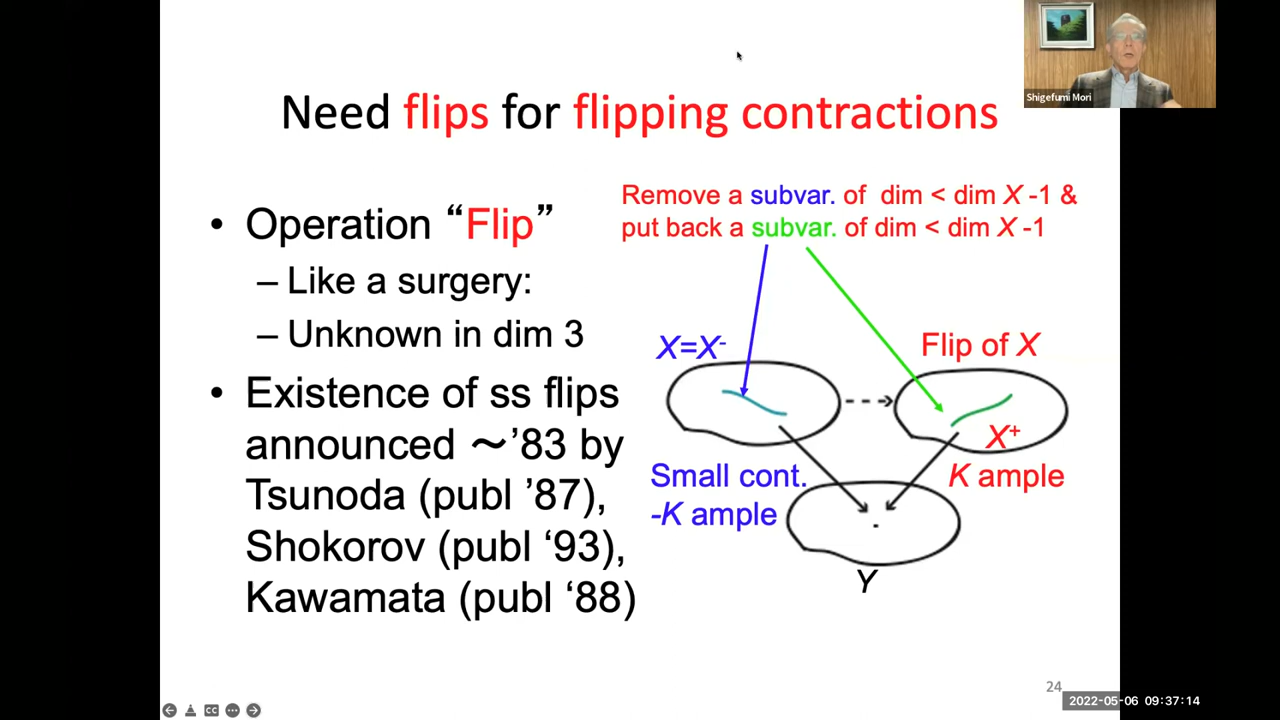 Shigefumi Mori
Need flips for flipping contractions
• Operation “Flip”
– Like a surgery:
– Unknown in dim 3
• Existence of ss flips
announced ～’83 by
Tsunoda (publ ’87),
Shokorov (publ ‘93),
Kawamata (publ ‘88)
Remove a subvar. of dim < dim X -1 &
put back a subvar. of dim < dim X -1
X=X-
Flip of X
X+
Small cont.
-K ample
K ample
Y
24
CC
2022-05-06 09:37:14